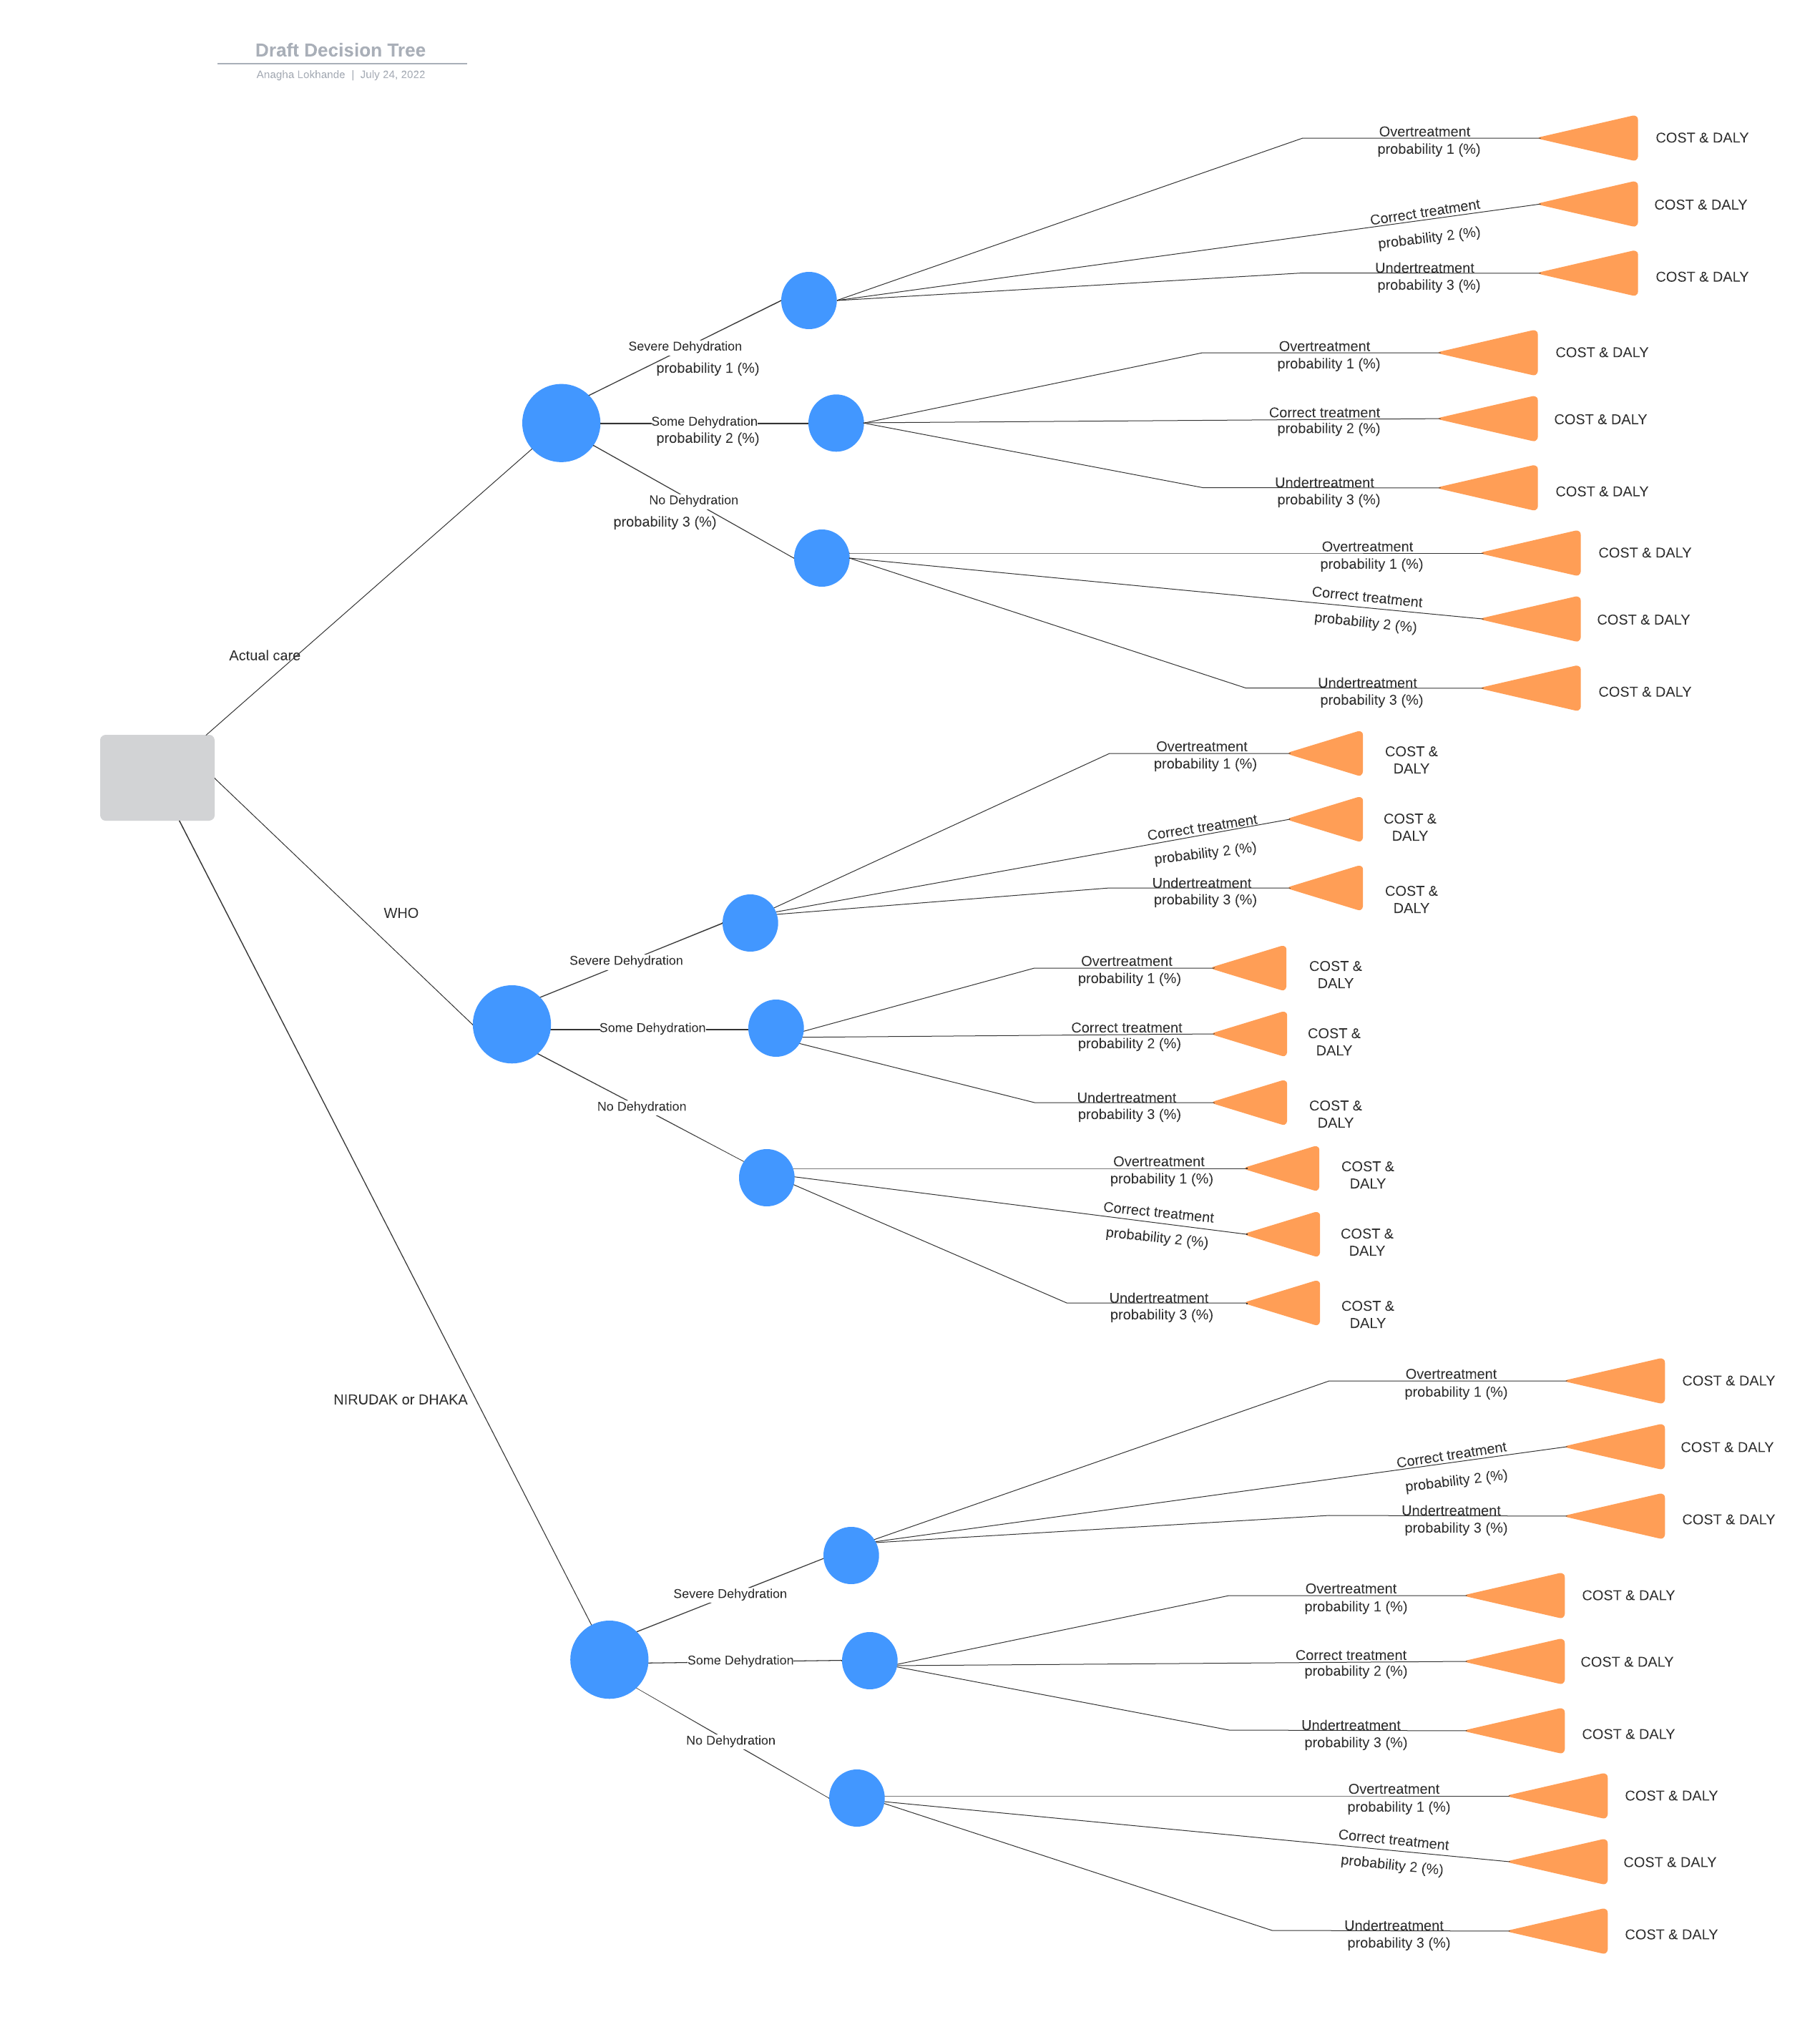 Draft Decision Tree
Anagha Lokhande | July 24, 2022
Overtreatment
probability 1 (%)
COST & DALY
Correct treatment
probability 2 (%)
COST & DALY
Undertreatment
probability 3 (%)
COST & DALY
Severe Dehydration
probability 1 (%)
Overtreatment
probability 1 (%)
COST & DALY
Some Dehydration
probability 2 (%)
Correct treatment
probability 2 (%)
COST & DALY
Undertreatment
probability 3 (%)
COST & DALY
No Dehydration
probability 3 (%)
Overtreatment
probability 1 (%)
COST & DALY
Correct treatment
probability 2 (%)
COST & DALY
Actual care
Undertreatment
probability 3 (%)
COST & DALY
Overtreatment
probability 1 (%)
COST &
DALY
Correct treatment
probability 2 (%)
COST &
DALY
Undertreatment
probability 3 (%)
COST &
DALY
WHO
Severe Dehydration
Overtreatment
probability 1 (%)
COST &
DALY
Some Dehydration
Correct treatment
probability 2 (%)
COST &
DALY
Undertreatment
probability 3 (%)
COST &
DALY
No Dehydration
Overtreatment
probability 1 (%)
COST &
DALY
Correct treatment
probability 2 (%)
COST &
DALY
Undertreatment
probability 3 (%)
COST &
DALY
NIRUDAK or DHAKA
Overtreatment
probability 1 (%)
COST & DALY
Correct treatment
probability 2 (%)
COST & DALY
Undertreatment
probability 3 (%)
COST & DALY
Severe Dehydration
Overtreatment
probability 1 (%)
COST & DALY
Some Dehydration
Correct treatment
probability 2 (%)
COST & DALY
Undertreatment
probability 3 (%)
COST & DALY
No Dehydration
Overtreatment
probability 1 (%)
COST & DALY
Correct treatment
probability 2 (%)
COST & DALY
Undertreatment
probability 3 (%)
COST & DALY